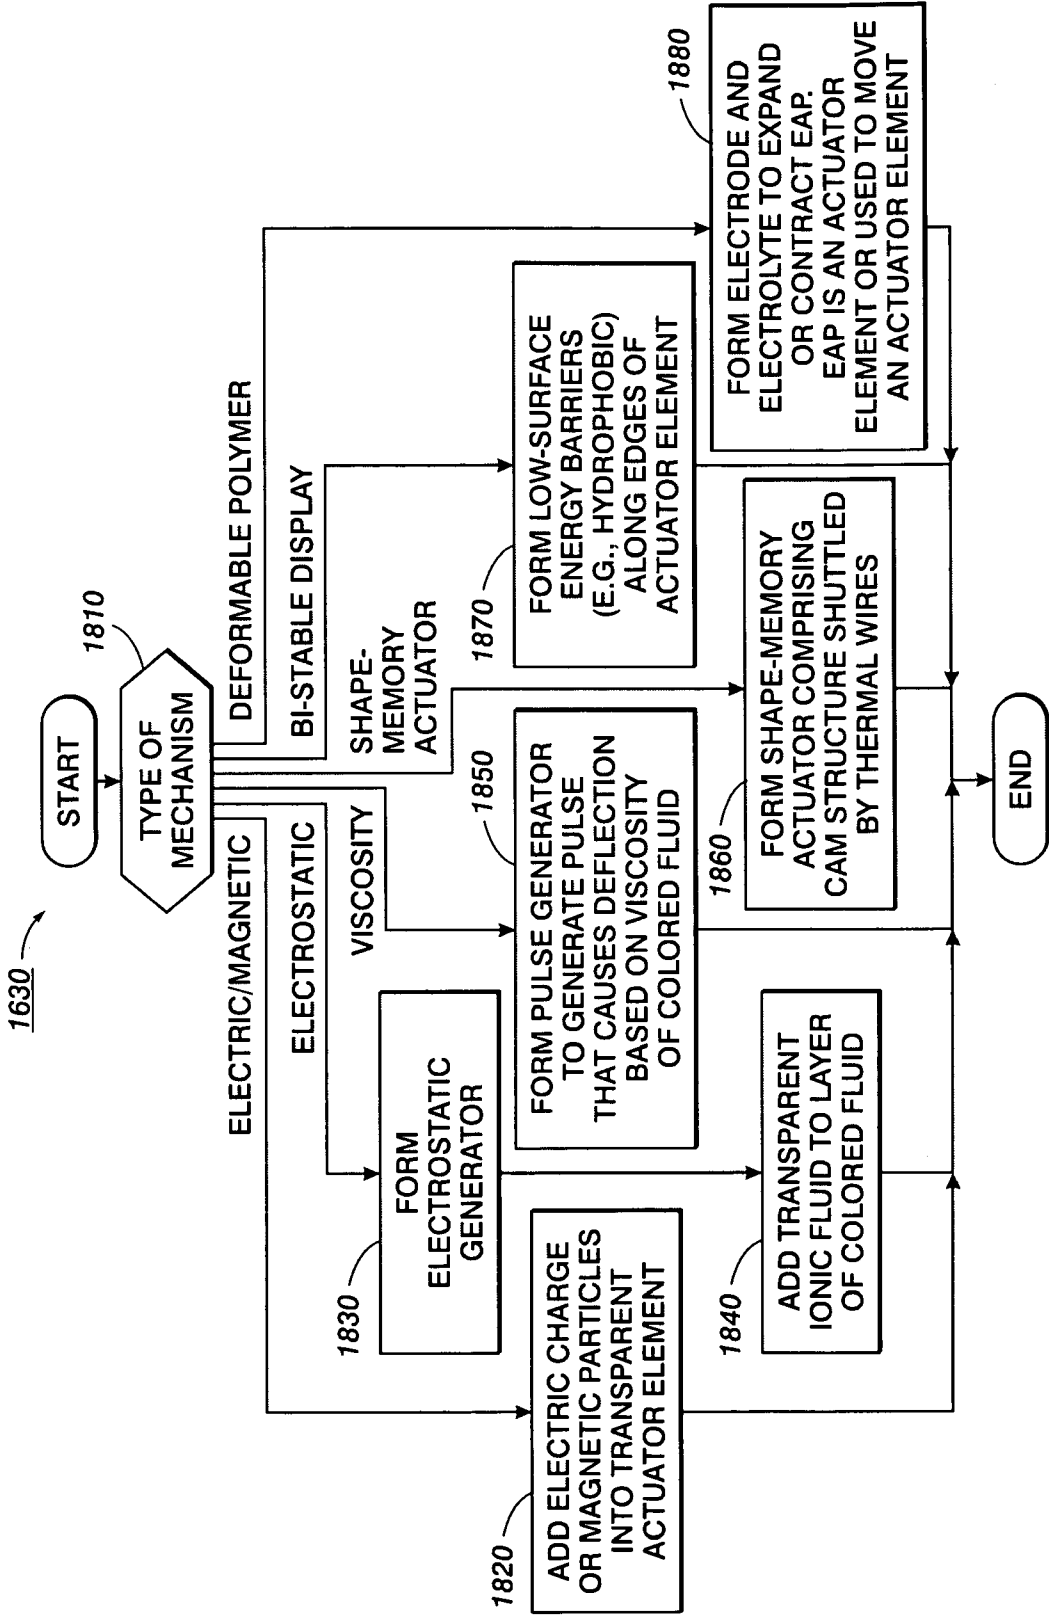 1630
START
TYPE OF
MECHANISM
1810
ELECTRIC/MAGNETIC
ELECTROSTATIC
VISCOSITY
SHAPE-
MEMORY
ACTUATOR
BI-STABLE DISPLAY
DEFORMABLE POLYMER
1820
ADD ELECTRIC CHARGE
OR MAGNETIC PARTICLES
INTO TRANSPARENT
ACTUATOR ELEMENT
1830
FORM
ELECTROSTATIC
GENERATOR
1840
ADD TRANSPARENT
IONIC FLUID TO LAYER
OF COLORED FLUID
1850
FORM PULSE GENERATOR
TO GENERATE PULSE
THAT CAUSES DEFLECTION
BASED ON VISCOSITY
OF COLORED FLUID
1860
FORM SHAPE-MEMORY
ACTUATOR COMPRISING
CAM STRUCTURE SHUTTLED
BY THERMAL WIRES
1870
FORM LOW-SURFACE
ENERGY BARRIERS
(E.G., HYDROPHOBIC)
ALONG EDGES OF
ACTUATOR ELEMENT
1880
FORM ELECTRODE AND
ELECTROLYTE TO EXPAND
OR CONTRACT EAP.
EAP IS AN ACTUATOR
ELEMENT OR USED TO MOVE
AN ACTUATOR ELEMENT
END